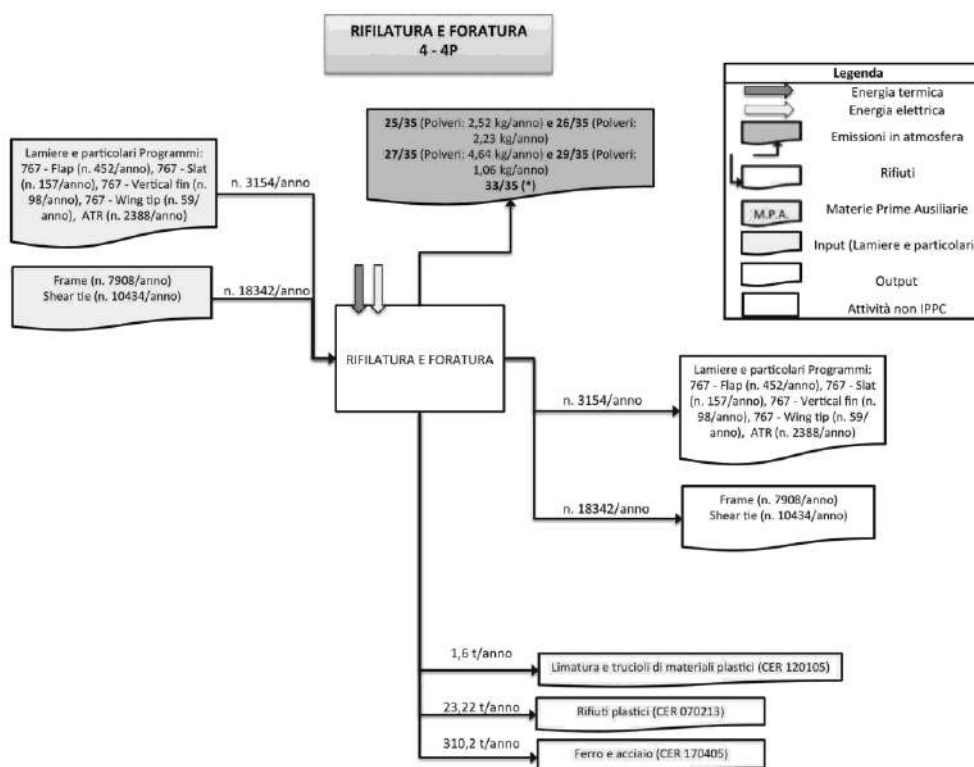 RIFILATURA E FORATURA
4 - 4P
Legenda
Energia termica
Energia elettrica
Emissioni in atmosfera
Rifiuti
M.P.A.
Materie Prime Ausiliarie
Input (Lamiere e particolari
Output
Attività non IPPC
25/35 (Polveri: 2,52 kg/anno) e 26/35 (Polveri:
2,23 kg/anno)
27/35 (Polveri: 4,64 kg/anno) e 29/35 (Polveri:
1,06 kg/anno)
33/35 (*)
Lamiere e particolari Programmi:
767 - Flap (n. 452/anno), 767 - Slat
(n. 157/anno), 767 - Vertical fin (n.
98/anno), 767 - Wing tip (n. 59/
anno), ATR (n. 2388/anno)
n. 3154/anno
Frame (n. 7908/anno)
Shear tie (n. 10434/anno)
n. 18342/anno
RIFILATURA E FORATURA
n. 3154/anno
Lamiere e particolari Programmi:
767 - Flap (n. 452/anno), 767 - Slat
(n. 157/anno), 767 - Vertical fin (n.
98/anno), 767 - Wing tip (n. 59/
anno), ATR (n. 2388/anno)
n. 18342/anno
Frame (n. 7908/anno)
Shear tie (n. 10434/anno)
1,6 t/anno
Limatura e trucioli di materiali plastici (CER 120105)
23,22 t/anno
Rifiuti plastici (CER 070213)
310,2 t/anno
Ferro e acciaio (CER 170405)